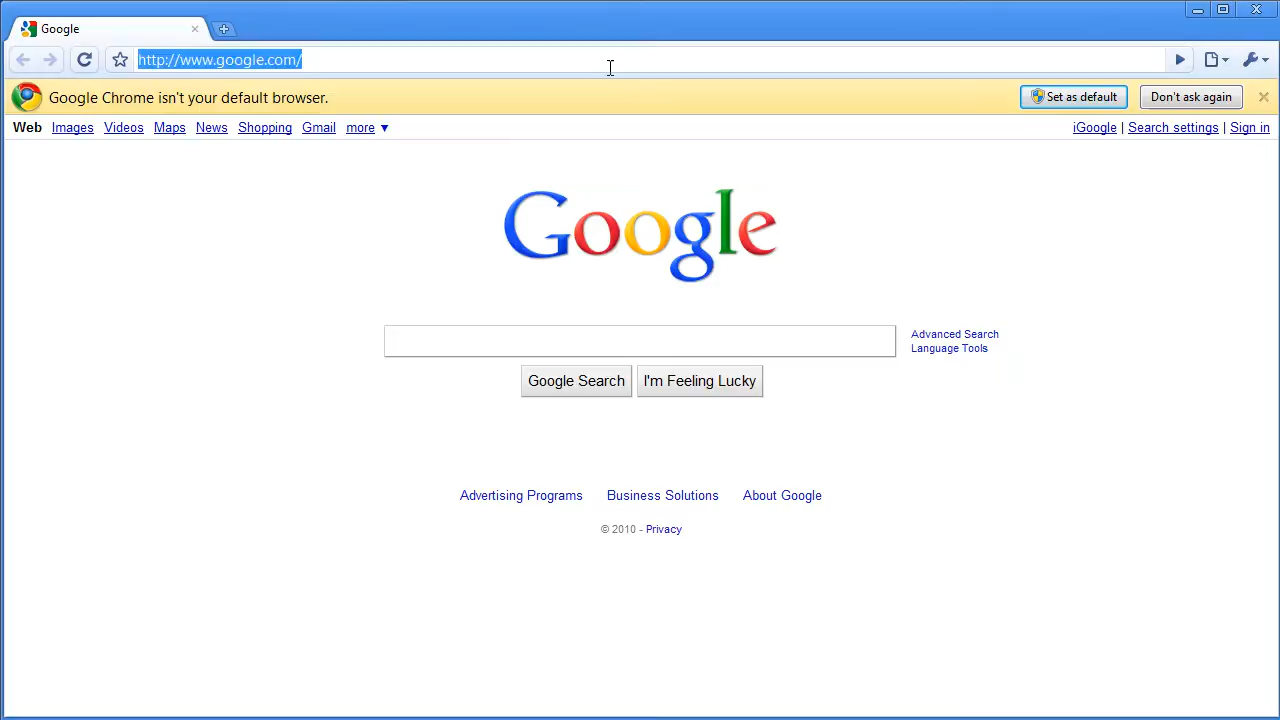 Google
http://www.google.com/
Google Chrome isn't your default browser.
Set as default
Don't ask again
Web Images Videos Maps News Shopping Gmail more ▼
iGoogle | Search settings | Sign in
Google
Advanced Search
Language Tools
Google Search
I'm Feeling Lucky
Advertising Programs
Business Solutions
About Google
© 2010 - Privacy